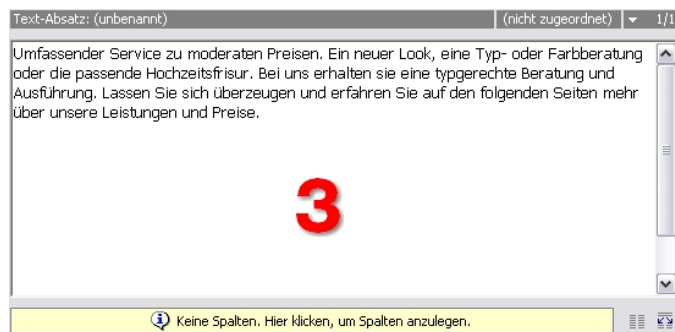 Text-Absatz: (unbenannt) (nicht zugeordnet) 1/1
Umfassender Service zu moderaten Preisen. Ein neuer Look, eine Typ- oder Farbberatung
oder die passende Hochzeitsfrisur. Bei uns erhalten sie eine typgerechte Beratung und
Ausführung. Lassen Sie sich überzeugen und erfahren Sie auf den folgenden Seiten mehr
über unsere Leistungen und Preise.
3
Keine Spalten. Hier klicken, um Spalten anzulegen.